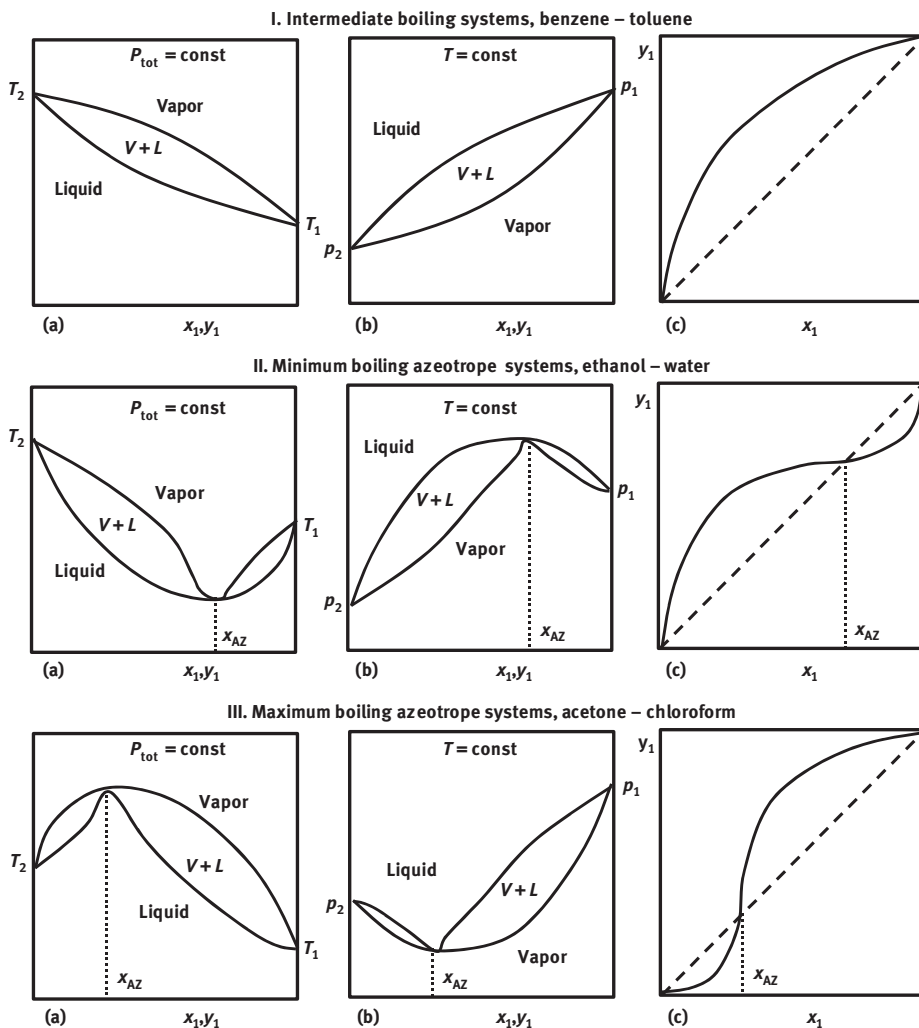 I. Intermediate boiling systems, benzene – toluene
P_tot = const
T_2
Vapor
V + L
Liquid
T_1
(a)
x_1,y_1
T = const
p_1
Liquid
V + L
Vapor
p_2
(b)
x_1,y_1
y_1
(c)
x_1
II. Minimum boiling azeotrope systems, ethanol – water
P_tot = const
T_2
Vapor
V + L
T_1
Liquid
x_AZ
(a)
x_1,y_1
T = const
Liquid
p_1
V + L
Vapor
p_2
x_AZ
(b)
x_1,y_1
y_1
x_AZ
(c)
x_1
III. Maximum boiling azeotrope systems, acetone – chloroform
P_tot = const
Vapor
T_2
V + L
Liquid
T_1
x_AZ
(a)
x_1,y_1
T = const
p_1
Liquid
V + L
p_2
Vapor
x_AZ
(b)
x_1,y_1
y_1
x_AZ
(c)
x_1